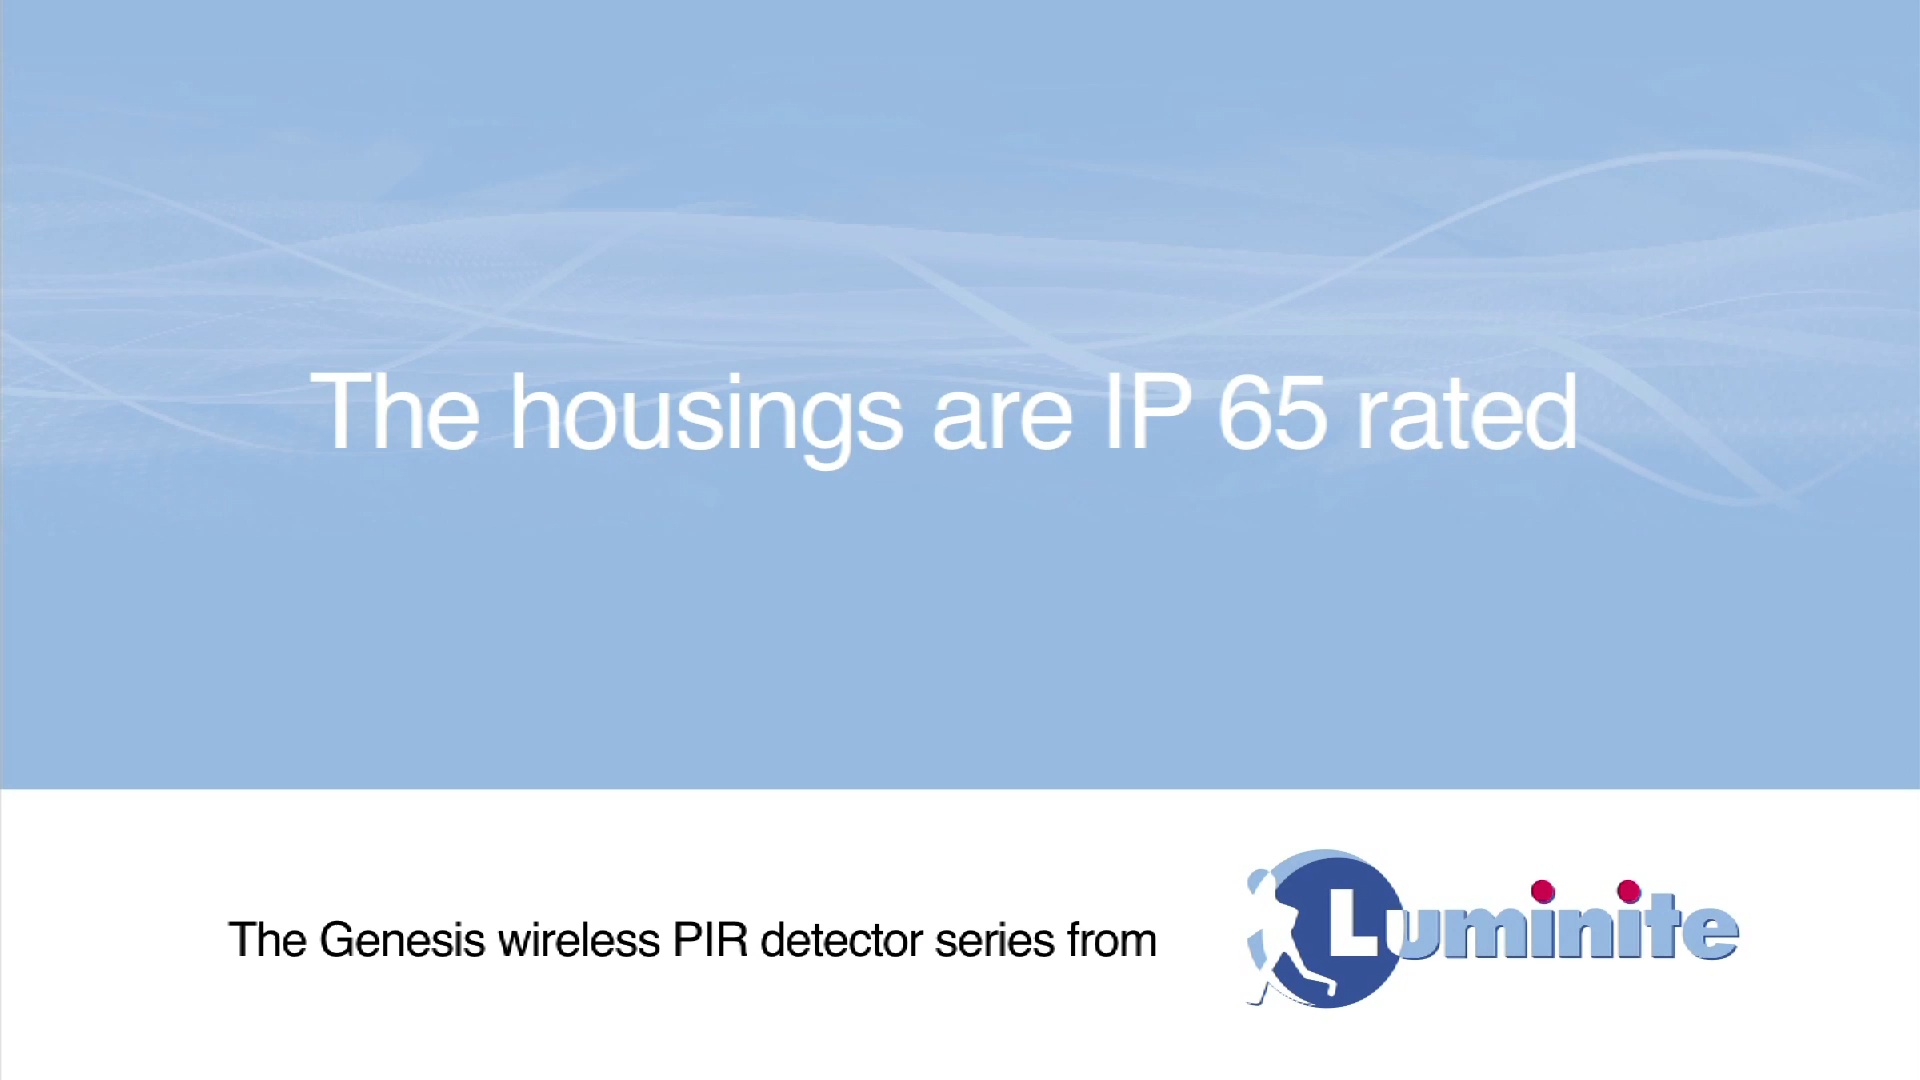 The housings are IP 65 rated
The Genesis wireless PIR detector series from
Luminite